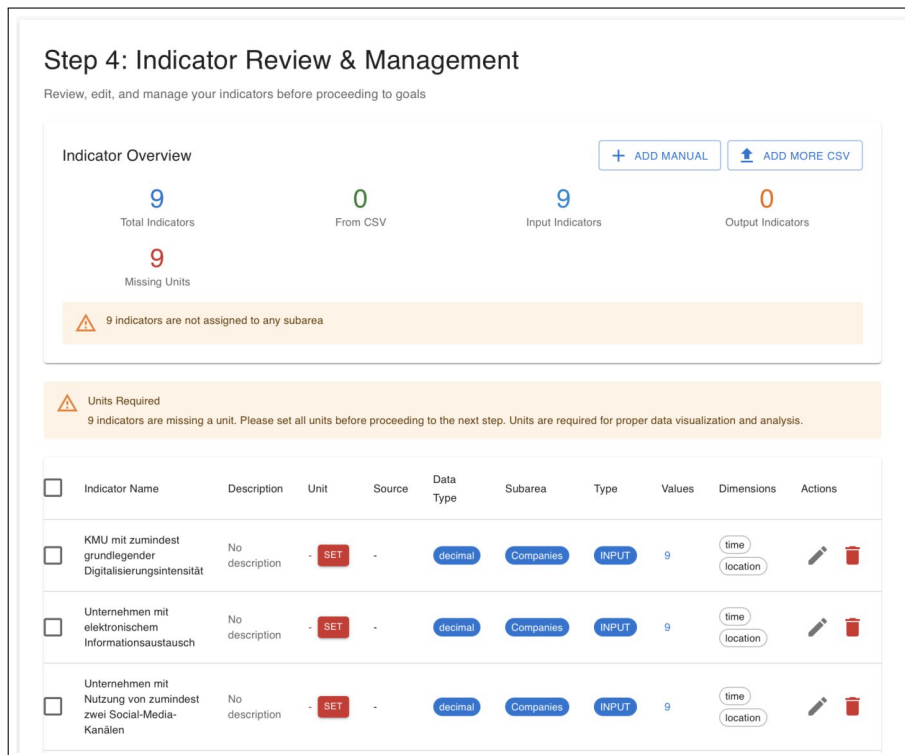 Step 4: Indicator Review & Management
Review, edit, and manage your indicators before proceeding to goals
Indicator Overview
ADD MANUAL
ADD MORE CSV
9
Total Indicators
0
From CSV
9
Input Indicators
0
Output Indicators
9
Missing Units
9 indicators are not assigned to any subarea
Units Required
9 indicators are missing a unit. Please set all units before proceeding to the next step. Units are required for proper data visualization and analysis.
Indicator Name
Description
Unit
Source
Data
Type
Subarea
Type
Values
Dimensions
Actions
KMU mit zumindest
grundlegender
Digitalisierungsintensität
No
description
- SET
-
decimal
Companies
INPUT
9
time
location
Unternehmen mit
elektronischem
Informationsaustausch
No
description
- SET
-
decimal
Companies
INPUT
9
time
location
Unternehmen mit
Nutzung von zumindest
zwei Social-Media-
Kanälen
No
description
- SET
-
decimal
Companies
INPUT
9
time
location